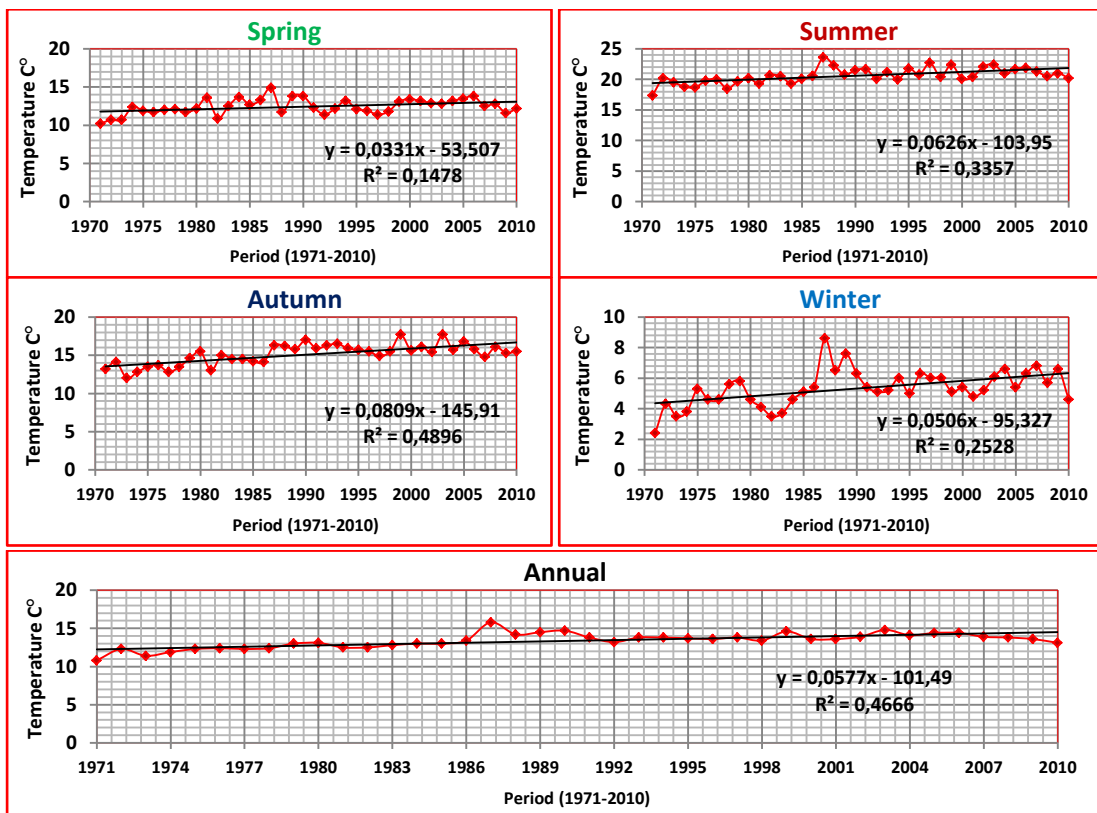 Spring
Temperature C°
20
15
10
5
0
y = 0,0331x - 53,507
R² = 0,1478
1970 1975 1980 1985 1990 1995 2000 2005 2010
Period (1971-2010)
Summer
Temperature C°
25
20
15
10
5
0
y = 0,0626x - 103,95
R² = 0,3357
1970 1975 1980 1985 1990 1995 2000 2005 2010
Period (1971-2010)
Autumn
Temperature C°
20
15
10
5
0
y = 0,0809x - 145,91
R² = 0,4896
1970 1975 1980 1985 1990 1995 2000 2005 2010
Period (1971-2010)
Winter
Temperature C°
10
8
6
4
2
0
y = 0,0506x - 95,327
R² = 0,2528
1970 1975 1980 1985 1990 1995 2000 2005 2010
Period (1971-2010)
Annual
Temperature C°
20
15
10
5
0
y = 0,0577x - 101,49
R² = 0,4666
1971 1974 1977 1980 1983 1986 1989 1992 1995 1998 2001 2004 2007 2010
Period (1971-2010)